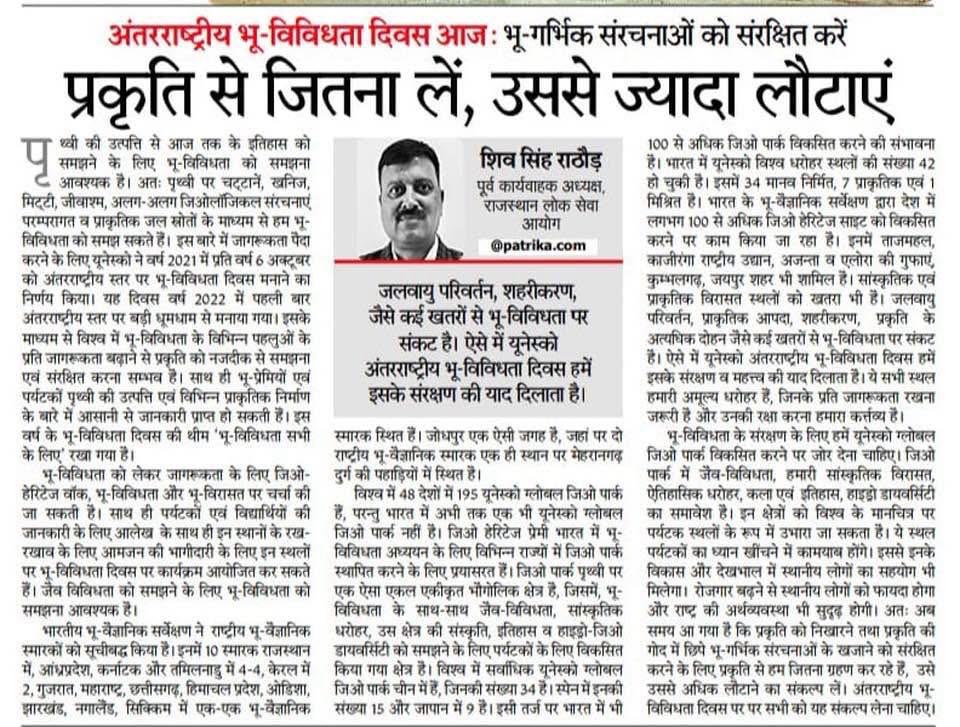 अंतरराष्ट्रीय भू-विविधता दिवस आज : भू-गर्भिक संरचनाओं को संरक्षित करें
प्रकृति से जितना लें, उससे ज्यादा लौटाएं
पृथ्वी की उत्पत्ति से आज तक के इतिहास को
समझने के लिए भू-विविधता को समझना
आवश्यक है। अतः पृथ्वी पर चट्टानें, खनिज,
मिट्टी, जीवाश्म, अलग-अलग जिओलॉजिकल संरचनाएं
परम्परागत व प्राकृतिक जल स्रोतों के माध्यम से हम भू-
विविधता को समझ सकते हैं। इस बारे में जागरूकता पैदा
करने के लिए यूनेस्को ने वर्ष 2021 में प्रति वर्ष 6 अक्टूबर
को अंतरराष्ट्रीय स्तर पर भू-विविधता दिवस मनाने का
निर्णय किया। यह दिवस वर्ष 2022 में पहली बार
अंतरराष्ट्रीय स्तर पर बड़ी धूमधाम से मनाया गया। इसके
माध्यम से विश्व में भू-विविधता के विभिन्न पहलुओं के
प्रति जागरूकता बढ़ाने से प्रकृति को नजदीक से समझना
एवं संरक्षित करना सम्भव है। साथ ही भू-प्रेमियों एवं
पर्यटकों पृथ्वी की उत्पत्ति एवं विभिन्न प्राकृतिक निर्माण
के बारे में आसानी से जानकारी प्राप्त हो सकती है। इस
वर्ष के भू-विविधता दिवस की थीम 'भू-विविधता सभी
के लिए' रखा गया है।
भू-विविधता को लेकर जागरूकता के लिए जिओ-
हेरिटेज वॉक, भू-विविधता और भू-विरासत पर चर्चा की
जा सकती है। साथ ही पर्यटकों एवं विद्यार्थियों की
जानकारी के लिए आलेख के साथ ही इन स्थानों के रख-
रखाव के लिए आमजन की भागीदारी के लिए इन स्थलों
पर भू-विविधता दिवस पर कार्यक्रम आयोजित कर सकते
हैं। जैव विविधता को समझने के लिए भू-विविधता को
समझना आवश्यक है।
भारतीय भू-वैज्ञानिक सर्वेक्षण ने राष्ट्रीय भू-वैज्ञानिक
स्मारकों को सूचीबद्ध किया है। इनमें 10 स्मारक राजस्थान
में, आंध्रप्रदेश, कर्नाटक और तमिलनाडु में 4-4, केरल में
2, गुजरात, महाराष्ट्र, छत्तीसगढ़, हिमाचल प्रदेश, ओडिशा,
झारखंड, नगालैंड, सिक्किम में एक-एक भू-वैज्ञानिक
शिव सिंह राठौड़
पूर्व कार्यवाहक अध्यक्ष,
राजस्थान लोक सेवा
आयोग
@patrika.com
जलवायु परिवर्तन, शहरीकरण,
जैसे कई खतरों से भू-विविधता पर
संकट है। ऐसे में यूनेस्को
अंतरराष्ट्रीय भू-विविधता दिवस हमें
इसके संरक्षण की याद दिलाता है।
स्मारक स्थित हैं। जोधपुर एक ऐसी जगह है, जहां पर दो
राष्ट्रीय भू-वैज्ञानिक स्मारक एक ही स्थान पर मेहरानगढ़
दुर्ग की पहाड़ियों में स्थित है।
विश्व में 48 देशों में 195 यूनेस्को ग्लोबल जिओ पार्क
हैं, परन्तु भारत में अभी तक एक भी यूनेस्को ग्लोबल
जिओ पार्क नहीं है। जिओ हेरिटेज प्रेमी भारत में भू-
विविधता अध्ययन के लिए विभिन्न राज्यों में जिओ पार्क
स्थापित करने के लिए प्रयासरत हैं। जिओ पार्क पृथ्वी पर
एक ऐसा एकल एकीकृत भौगोलिक क्षेत्र है, जिसमें, भू-
विविधता के साथ-साथ जैव-विविधता, सांस्कृतिक
धरोहर, उस क्षेत्र की संस्कृति, इतिहास व हाइड्रो-जिओ
डायवर्सिटी को समझने के लिए पर्यटकों के लिए विकसित
किया गया क्षेत्र है। विश्व में सर्वाधिक यूनेस्को ग्लोबल
जिओ पार्क चीन में हैं, जिनकी संख्या 34 है। स्पेन में इनकी
संख्या 15 और जापान में 9 है। इसी तर्ज पर भारत में भी
100 से अधिक जिओ पार्क विकसित करने की संभावना
है। भारत में यूनेस्को विश्व धरोहर स्थलों की संख्या 42
हो चुकी है। इसमें 34 मानव निर्मित, 7 प्राकृतिक एवं 1
मिश्रित है। भारत के भू-वैज्ञानिक सर्वेक्षण द्वारा देश में
लगभग 100 से अधिक जिओ हेरिटेज साइट को विकसित
करने पर काम किया जा रहा है। इनमें ताजमहल,
काजीरंगा राष्ट्रीय उद्यान, अजन्ता व एलोरा की गुफाएं,
कुम्भलगढ़, जयपुर शहर भी शामिल है। सांस्कृतिक एवं
प्राकृतिक विरासत स्थलों को खतरा भी है। जलवायु
परिवर्तन, प्राकृतिक आपदा, शहरीकरण, प्रकृति के
अत्यधिक दोहन जैसे कई खतरों से भू-विविधता पर संकट
है। ऐसे में यूनेस्को अंतरराष्ट्रीय भू-विविधता दिवस हमें
इसके संरक्षण व महत्त्व की याद दिलाता है। ये सभी स्थल
हमारी अमूल्य धरोहर हैं, जिनके प्रति जागरूकता रखना
जरूरी है और उनकी रक्षा करना हमारा कर्त्तव्य है।
भू-विविधता के संरक्षण के लिए हमें यूनेस्को ग्लोबल
जिओ पार्क विकसित करने पर जोर देना चाहिए। जिओ
पार्क में जैव-विविधता, हमारी सांस्कृतिक विरासत,
ऐतिहासिक धरोहर, कला एवं इतिहास, हाइड्रो डायवर्सिटी
का समावेश है। इन क्षेत्रों को विश्व के मानचित्र पर
पर्यटक स्थलों के रूप में उभारा जा सकता है। ये स्थल
पर्यटकों का ध्यान खींचने में कामयाब होंगे। इससे इनके
विकास और देखभाल में स्थानीय लोगों का सहयोग भी
मिलेगा। रोजगार बढ़ने से स्थानीय लोगों को फायदा होगा
और राष्ट्र की अर्थव्यवस्था भी सुदृढ़ होगी। अतः अब
समय आ गया है कि प्रकृति को निखारने तथा प्रकृति की
गोद में छिपे भू-गर्भिक संरचनाओं के खजाने को संरक्षित
करने के लिए प्रकृति से हम जितना ग्रहण कर रहे हैं, उसे
उससे अधिक लौटाने का संकल्प लें। अंतरराष्ट्रीय भू-
विविधता दिवस पर पर सभी को यह संकल्प लेना चाहिए।